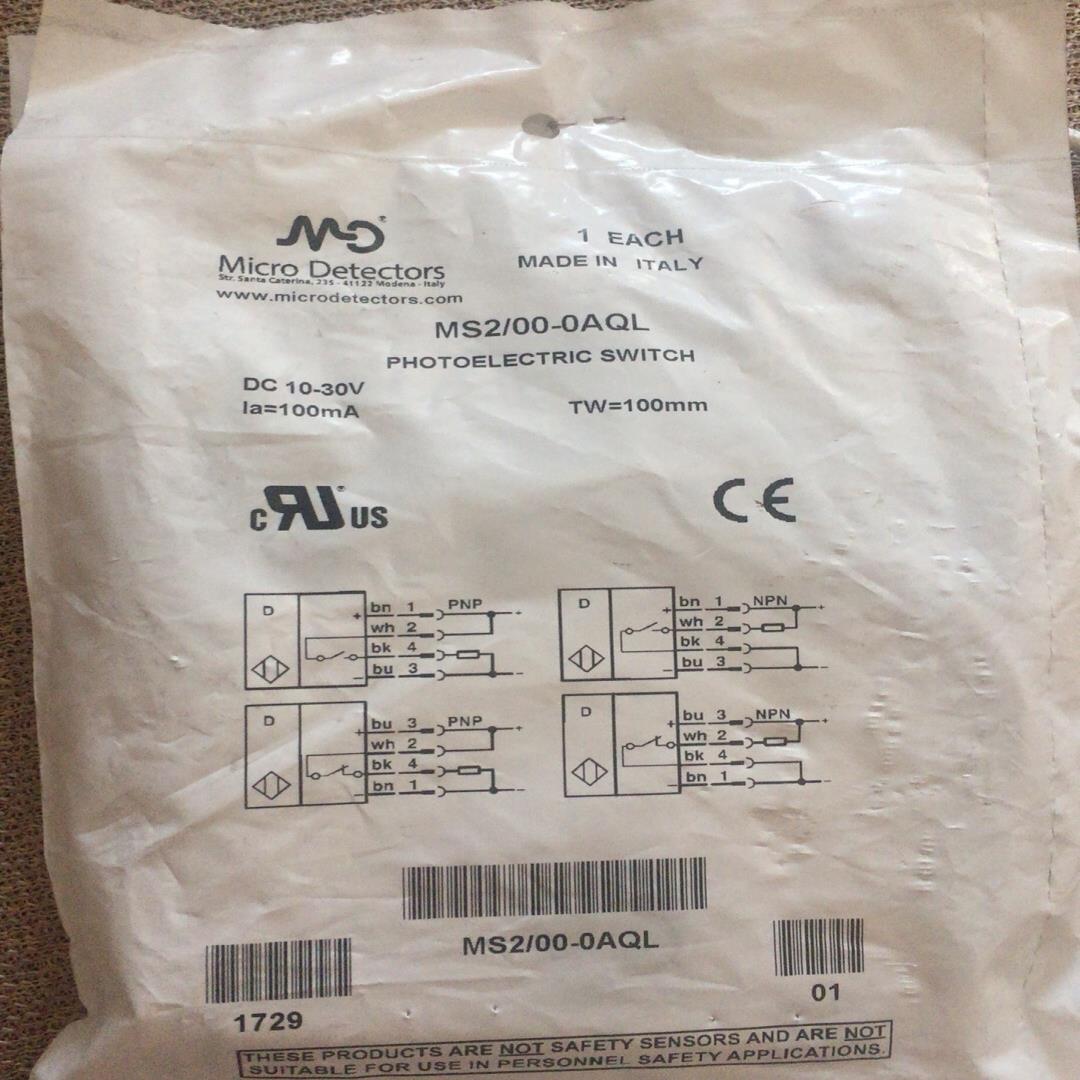 MD®
Micro Detectors
Str. Santa Caterina, 235 - 41122 Modena - Italy
www.microdetectors.com
1 EACH
MADE IN ITALY
MS2/00-0AQL
PHOTOELECTRIC SWITCH
DC 10-30V
Ia=100mA
TW=100mm
c RU® US
CE
D
+
-
bn 1 PNP +
wh 2
bk 4
bu 3 -
D
+
-
bn 1 NPN +
wh 2
bk 4
bu 3 -
D
+
-
bu 3 PNP +
wh 2
bk 4
bn 1 -
D
+
-
bu 3 NPN +
wh 2
bk 4
bn 1 -
MS2/00-0AQL
1729
01
THESE PRODUCTS ARE NOT SAFETY SENSORS AND ARE NOT
SUITABLE FOR USE IN PERSONNEL SAFETY APPLICATIONS.